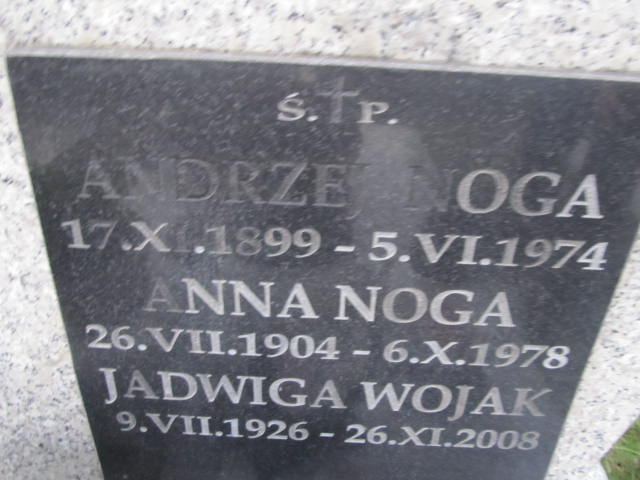 Ś.†P.
ANDRZEJ NOGA
17.XI.1899 - 5.VI.1974
ANNA NOGA
26.VII.1904 - 6.X.1978
JADWIGA WOJAK
9.VII.1926 - 26.XI.2008